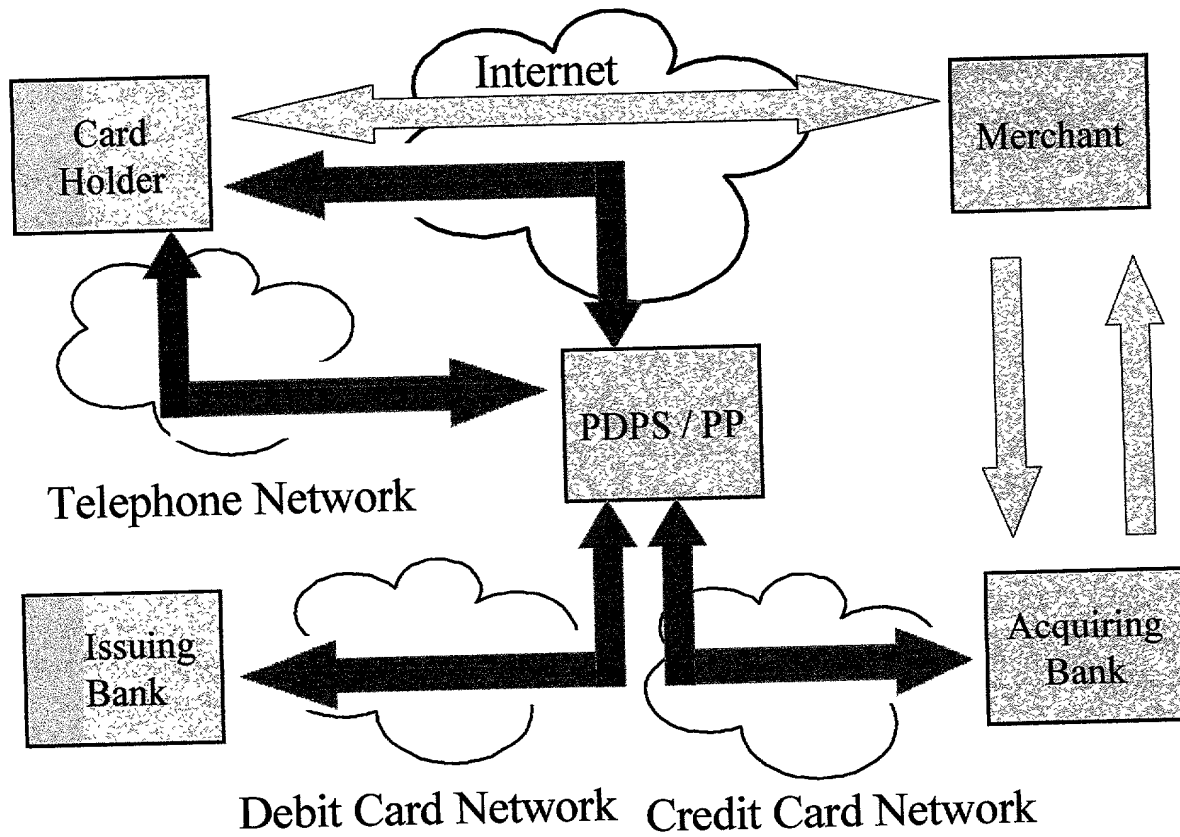 Internet
Card
Holder
Merchant
PDPS / PP
Telephone Network
Issuing
Bank
Acquiring
Bank
Debit Card Network
Credit Card Network